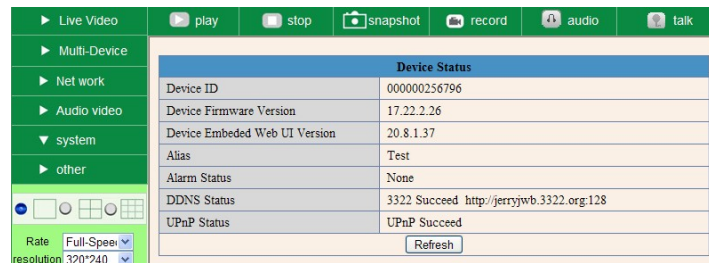 Live Video
play
stop
snapshot
record
audio
talk
Multi-Device
Net work
Audio video
system
other
Rate Full-Speed
resolution 320*240
Device Status
Device ID 000000256796
Device Firmware Version 17.22.2.26
Device Embeded Web UI Version 20.8.1.37
Alias Test
Alarm Status None
DDNS Status 3322 Succeed http://jerryjwb.3322.org:128
UPnP Status UPnP Succeed
Refresh